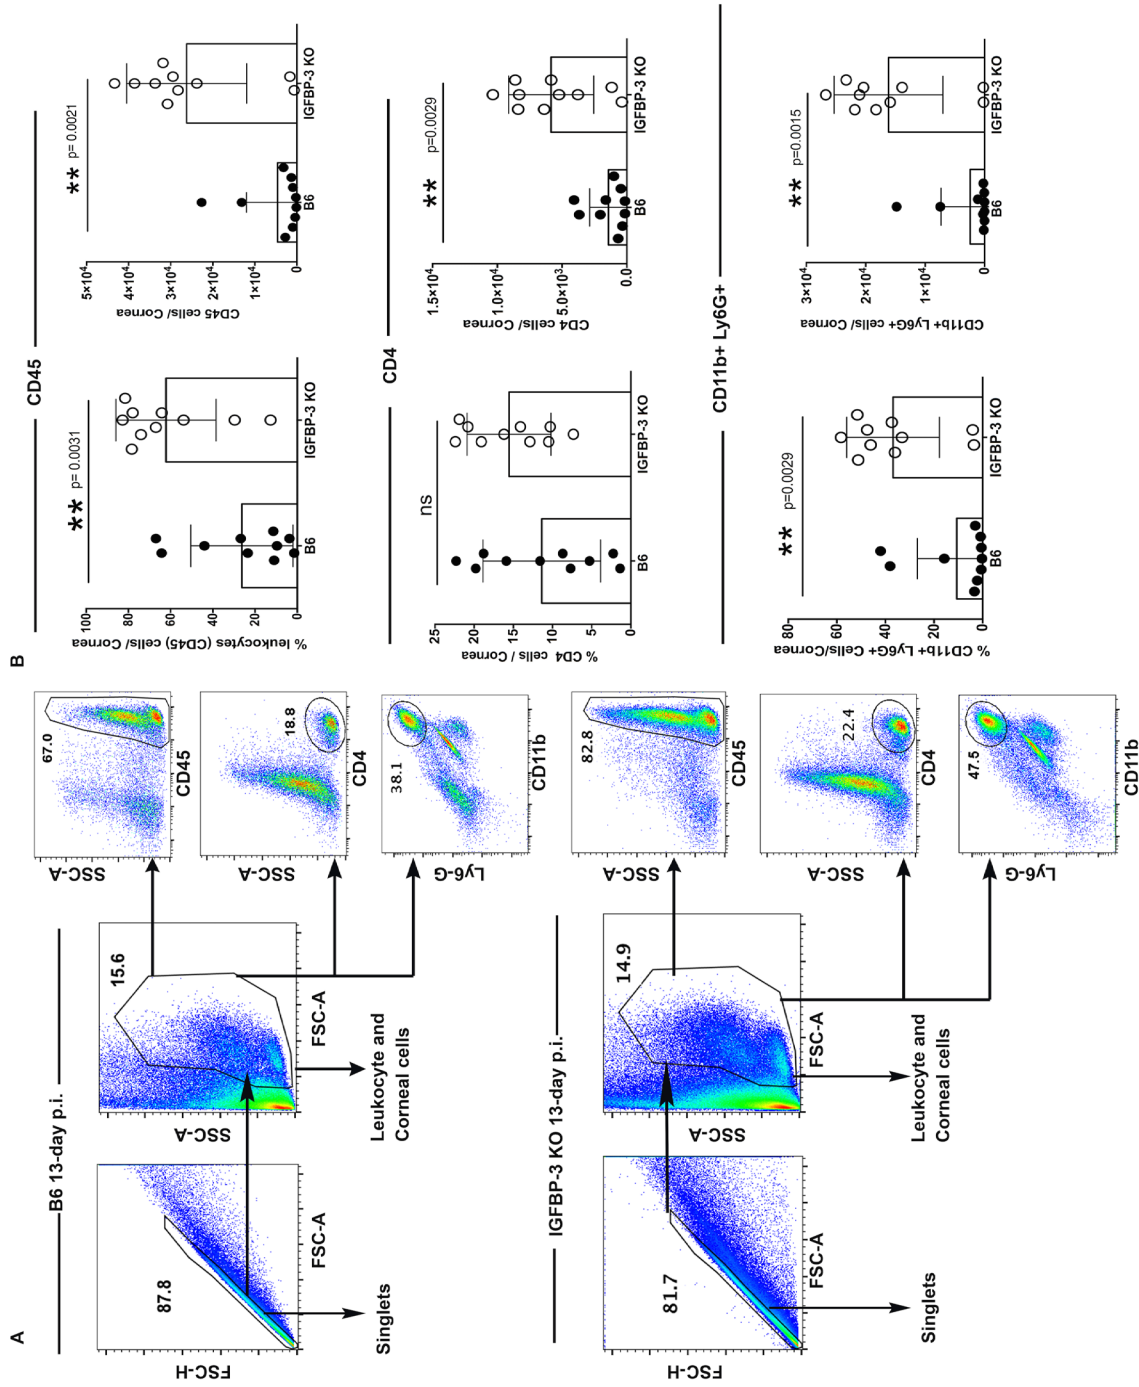 A
B6 13-day p.i.
FSC-H
87.8
FSC-A
Singlets
SSC-A
15.6
FSC-A
Leukocyte and
Corneal cells
SSC-A
67.0
CD45
SSC-A
18.8
CD4
Ly6-G
38.1
CD11b
IGFBP-3 KO 13-day p.i.
FSC-H
81.7
FSC-A
Singlets
SSC-A
14.9
FSC-A
Leukocyte and
Corneal cells
SSC-A
82.8
CD45
SSC-A
22.4
CD4
Ly6-G
47.5
CD11b
B
CD45
% leukocytes (CD45) cells/ Cornea
100
80
60
40
20
0
** p= 0.0031
B6
IGFBP-3 KO
CD45 cells/ Cornea
5×10⁴
4×10⁴
3×10⁴
2×10⁴
1×10⁴
0
** p= 0.0021
B6
IGFBP-3 KO
CD4
% CD4 cells / Cornea
25
20
15
10
5
0
ns
B6
IGFBP-3 KO
CD4 cells/ Cornea
1.5×10⁴
1.0×10⁴
5.0×10³
0.0
** p=0.0029
B6
IGFBP-3 KO
CD11b+ Ly6G+
% CD11b+ Ly6G+ Cells/Cornea
80
60
40
20
0
** p=0.0029
B6
IGFBP-3 KO
CD11b+ Ly6G+ cells/ Cornea
3×10⁴
2×10⁴
1×10⁴
0
** p=0.0015
B6
IGFBP-3 KO